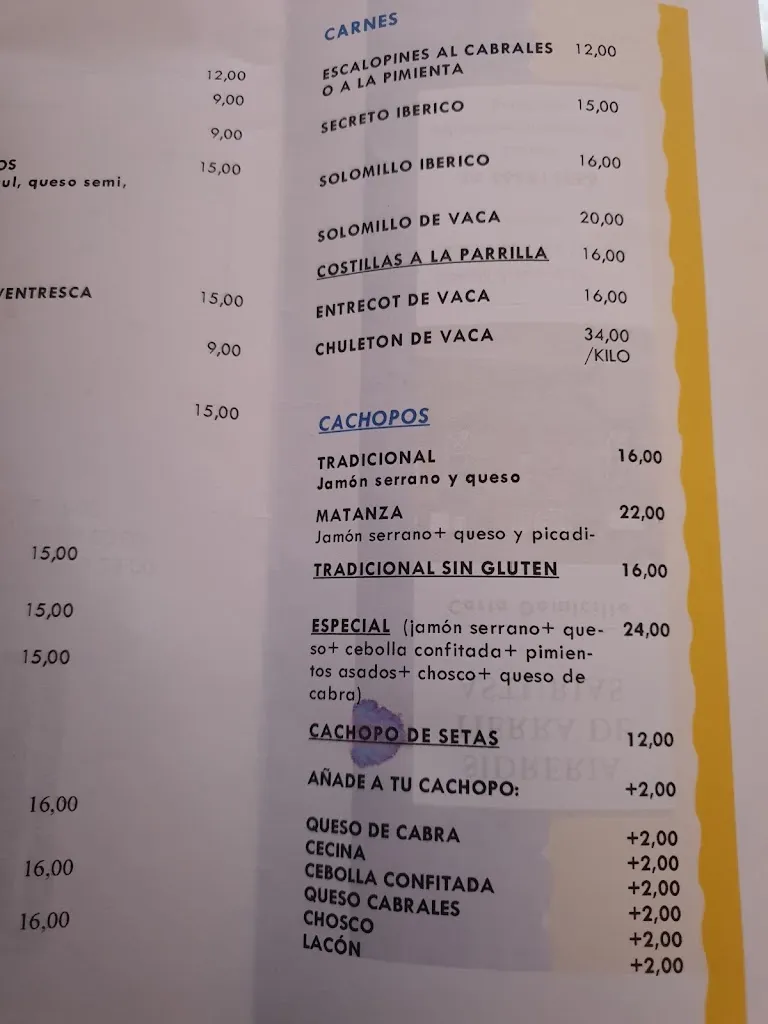 12,00
9,00
9,00
OS
ul, queso semi,
15,00
VENTRESCA
15,00
9,00
15,00
15,00
15,00
15,00
16,00
16,00
16,00
CARNES
ESCALOPINES AL CABRALES 12,00
O A LA PIMIENTA
SECRETO IBERICO 15,00
SOLOMILLO IBERICO 16,00
SOLOMILLO DE VACA 20,00
COSTILLAS A LA PARRILLA 16,00
ENTRECOT DE VACA 16,00
CHULETON DE VACA 34,00
/KILO
CACHOPOS
TRADICIONAL 16,00
Jamón serrano y queso
MATANZA 22,00
Jamón serrano+ queso y picadi-
TRADICIONAL SIN GLUTEN 16,00
ESPECIAL (jamón serrano+ que- 24,00
so+ cebolla confitada+ pimien-
tos asados+ chosco+ queso de
cabra)
CACHOPO DE SETAS 12,00
AÑADE A TU CACHOPO: +2,00
QUESO DE CABRA +2,00
CECINA +2,00
CEBOLLA CONFITADA +2,00
QUESO CABRALES +2,00
CHOSCO +2,00
LACÓN +2,00